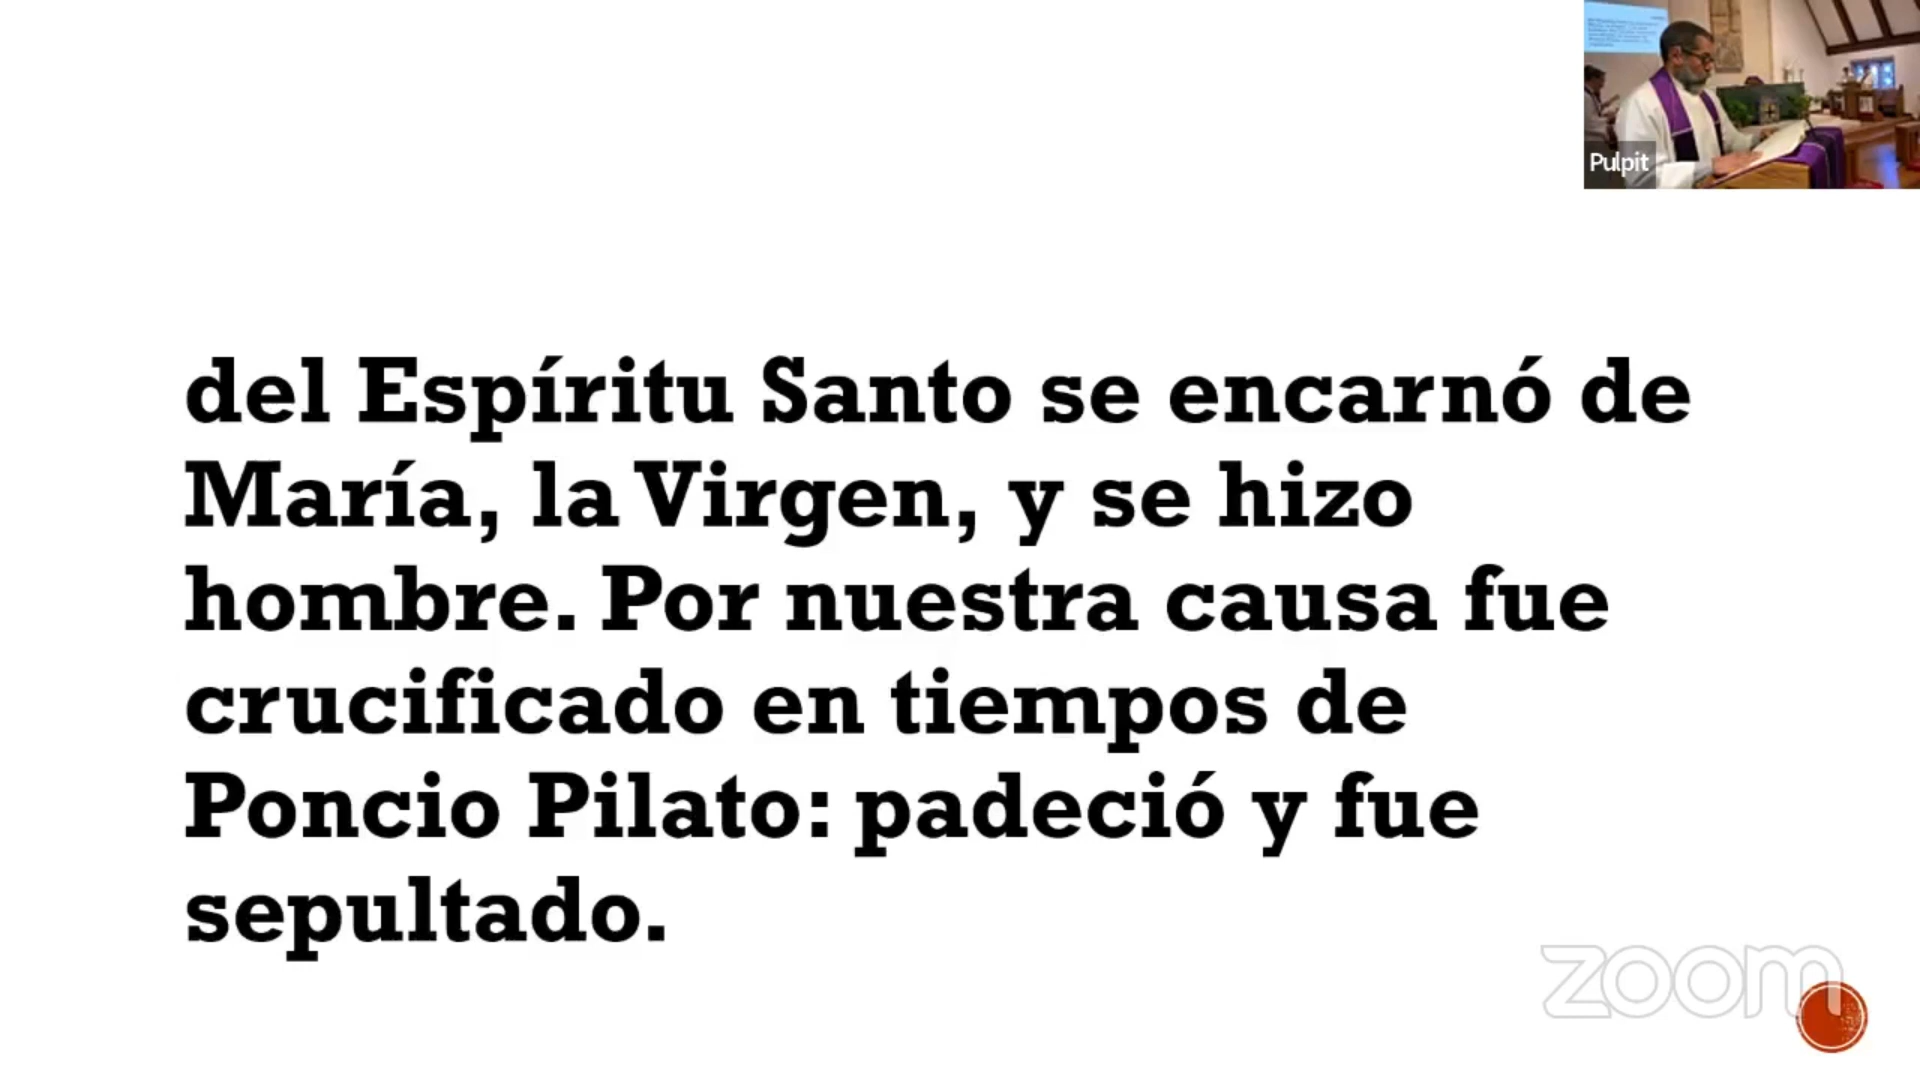 Pulpit
del Espíritu Santo se encarnó de
María, la Virgen, y se hizo
hombre. Por nuestra causa fue
crucificado en tiempos de
Poncio Pilato: padeció y fue
sepultado.
zoom